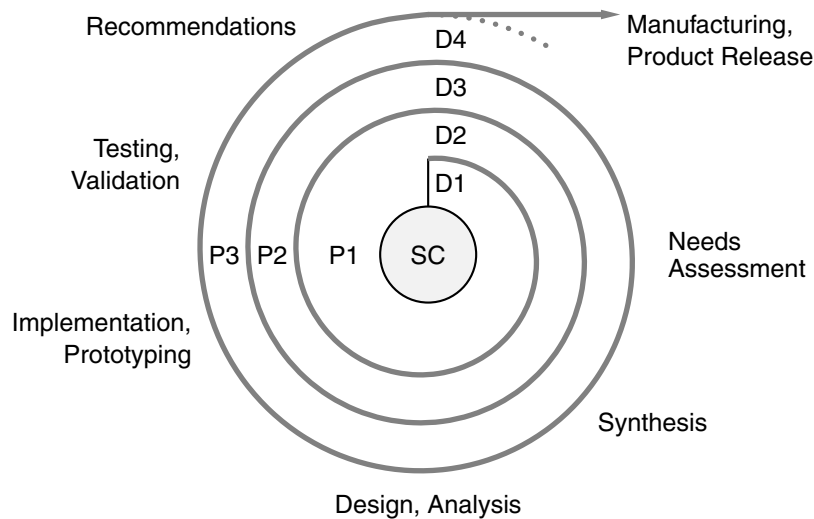 Recommendations
Manufacturing,
Product Release
D4
D3
D2
D1
Testing,
Validation
P3
P2
P1
SC
Needs
Assessment
Implementation,
Prototyping
Synthesis
Design, Analysis